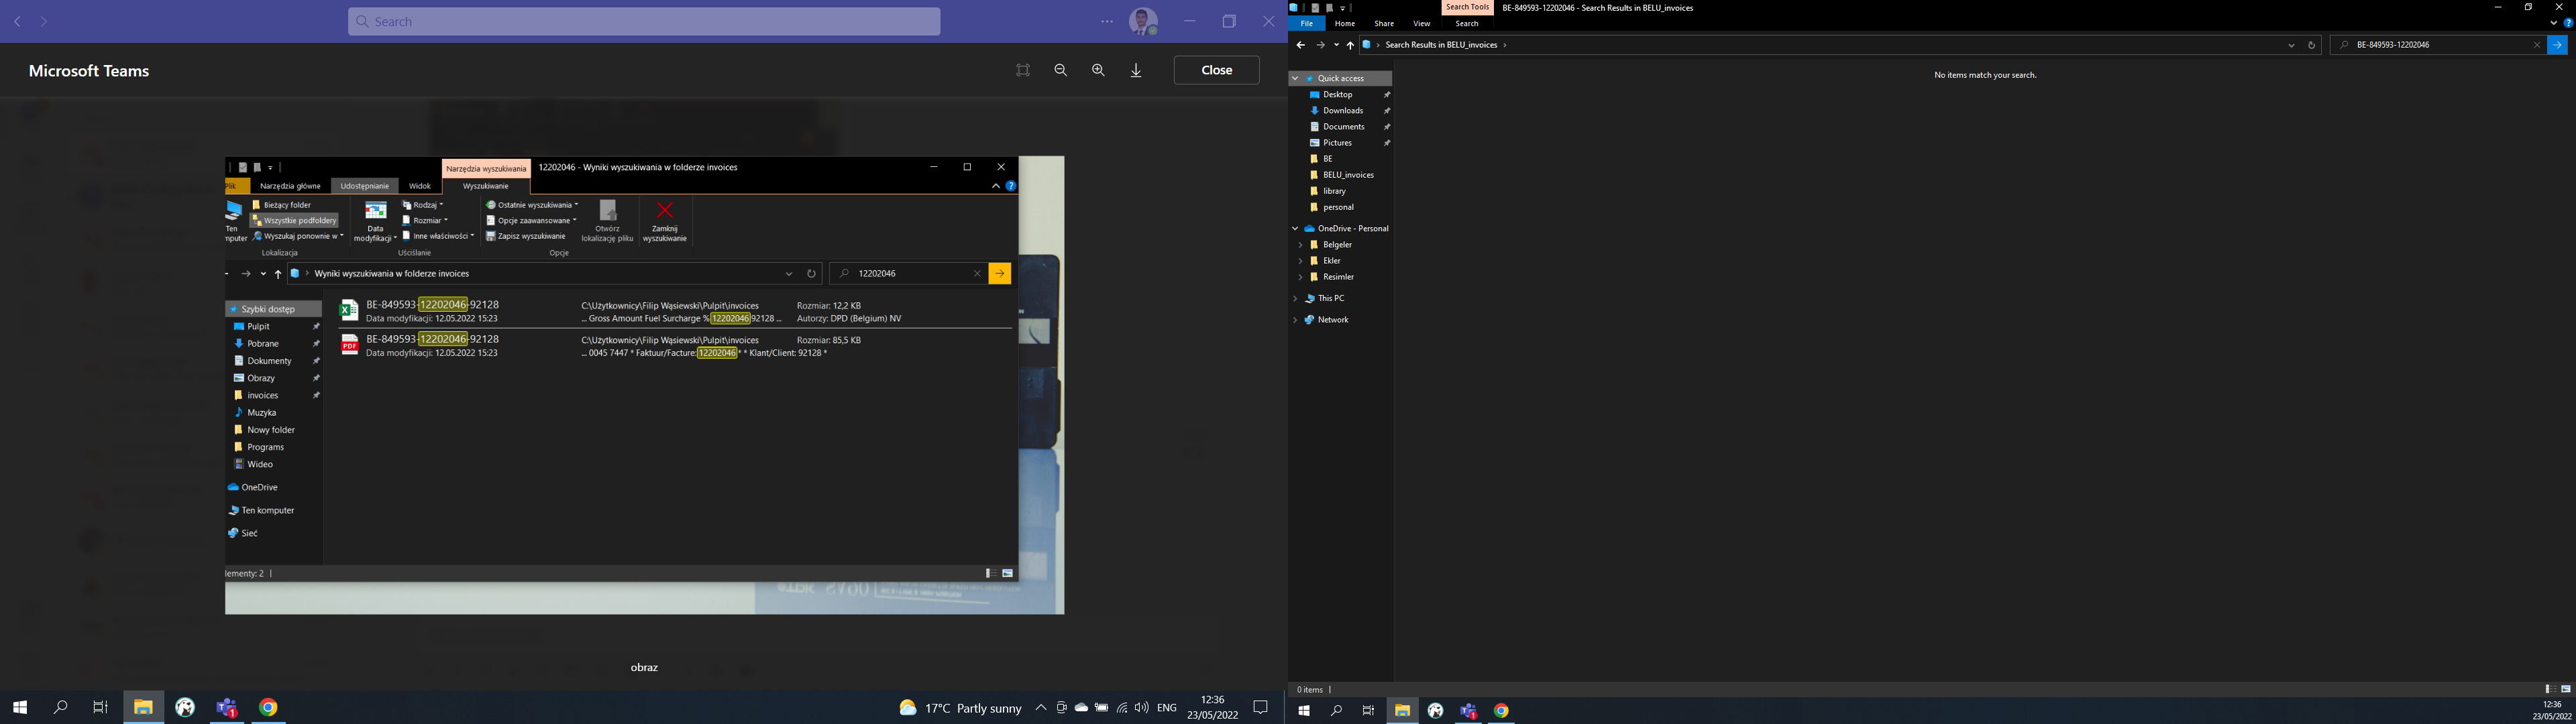 Search
Microsoft Teams
Close
Narzędzia wyszukiwania
12202046 - Wyniki wyszukiwania w folderze invoices
Plik
Narzędzia główne
Udostępnianie
Widok
Wyszukiwanie
Ten
mputer
Bieżący folder
Wszystkie podfoldery
Wyszukaj ponownie w
Lokalizacja
Data
modyfikacji
Rodzaj
Rozmiar
Inne właściwości
Uściślanie
Ostatnie wyszukiwania
Opcje zaawansowane
Zapisz wyszukiwanie
Otwórz
lokalizację pliku
Opcje
Zamknij
wyszukiwanie
Wyniki wyszukiwania w folderze invoices
12202046
Szybki dostęp
Pulpit
Pobrane
Dokumenty
Obrazy
invoices
Muzyka
Nowy folder
Programs
Wideo
OneDrive
Ten komputer
Sieć
BE-849593-12202046-92128
Data modyfikacji: 12.05.2022 15:23
C:\Użytkownicy\Filip Wąsiewski\Pulpit\invoices
... Gross Amount Fuel Surcharge % 12202046 92128 ...
Rozmiar: 12,2 KB
Autorzy: DPD (Belgium) NV
BE-849593-12202046-92128
Data modyfikacji: 12.05.2022 15:23
C:\Użytkownicy\Filip Wąsiewski\Pulpit\invoices
... 0045 7447 * Faktuur/Facture: 12202046 * * Klant/Client: 92128 *
Rozmiar: 85,5 KB
lementy: 2
obraz
17°C Partly sunny
ENG
12:36
23/05/2022
Search Tools
BE-849593-12202046 - Search Results in BELU_invoices
File
Home
Share
View
Search
Search Results in BELU_invoices
BE-849593-12202046
Quick access
Desktop
Downloads
Documents
Pictures
BE
BELU_invoices
library
personal
OneDrive - Personal
Belgeler
Ekler
Resimler
This PC
Network
No items match your search.
0 items
12:36
23/05/2022